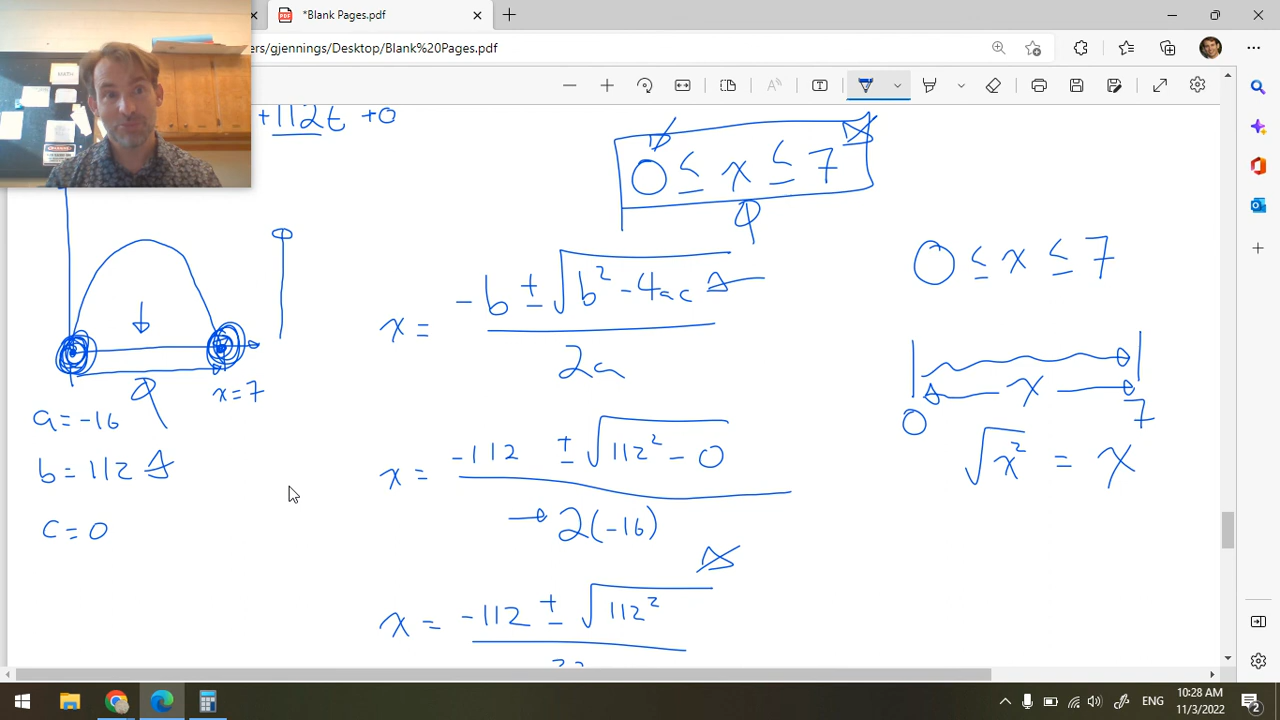 *Blank Pages.pdf
ers/gjennings/Desktop/Blank%20Pages.pdf
MATH
+112t +0
0 ≤ x ≤ 7
x=7
a=-16
b=112
c=0
x = -b ± √b² -4ac
2a
x = -112 ± √112² - 0
2(-16)
x = -112 ± √112²
0 ≤ x ≤ 7
x
0 7
√x² = x
ENG
10:28 AM
11/3/2022
2